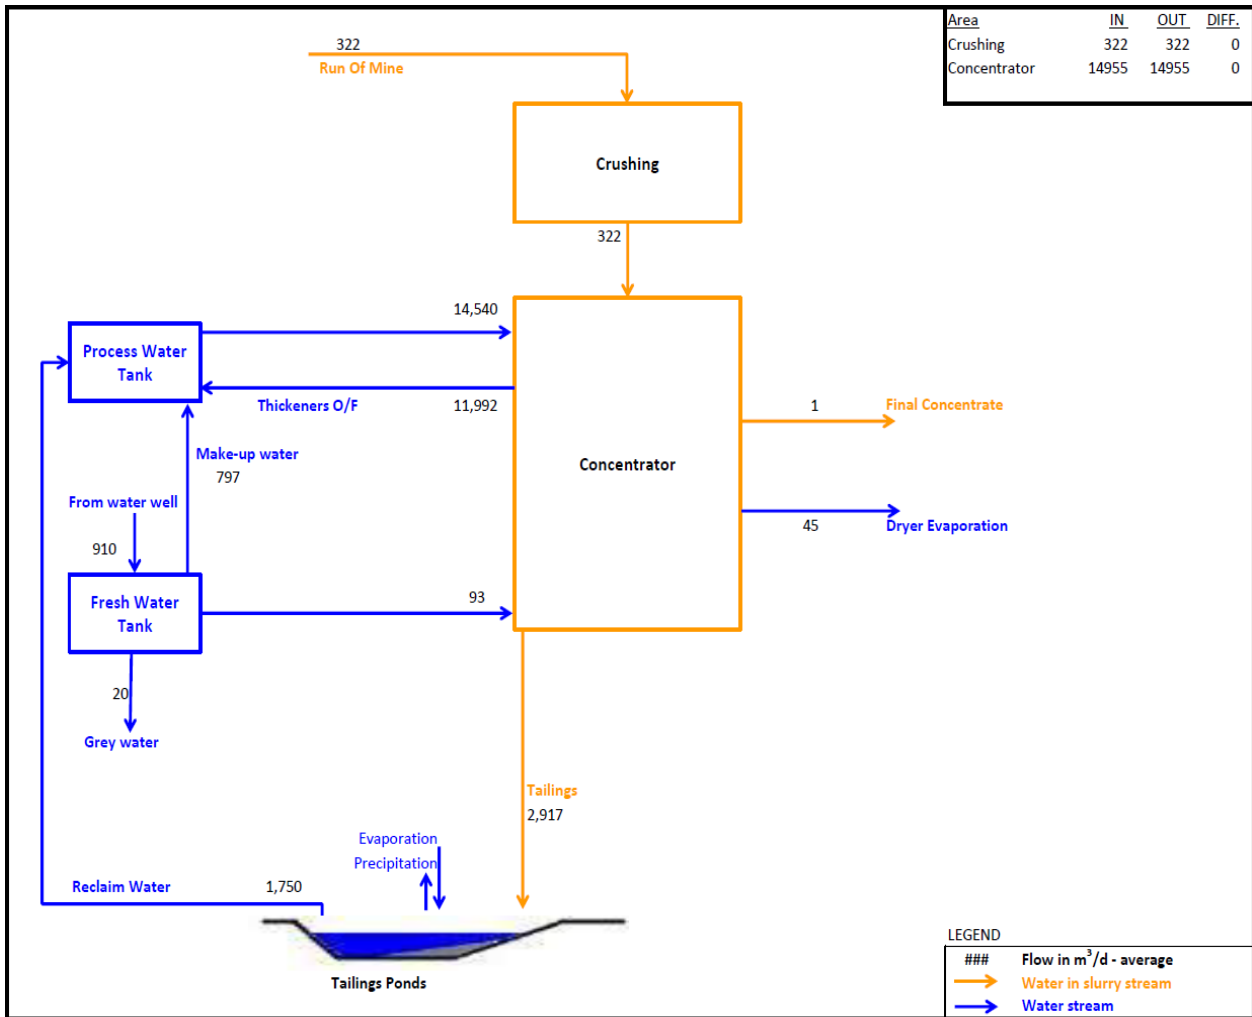 Area IN OUT DIFF.
Crushing 322 322 0
Concentrator 14955 14955 0
322
Run Of Mine
Crushing
322
14,540
Process Water
Tank
Thickeners O/F 11,992
1 Final Concentrate
Make-up water
797
Concentrator
From water well
910
45 Dryer Evaporation
Fresh Water
Tank
93
20
Grey water
Tailings
2,917
Evaporation
Precipitation
Reclaim Water 1,750
Tailings Ponds
LEGEND
### Flow in m³/d - average
Water in slurry stream
Water stream